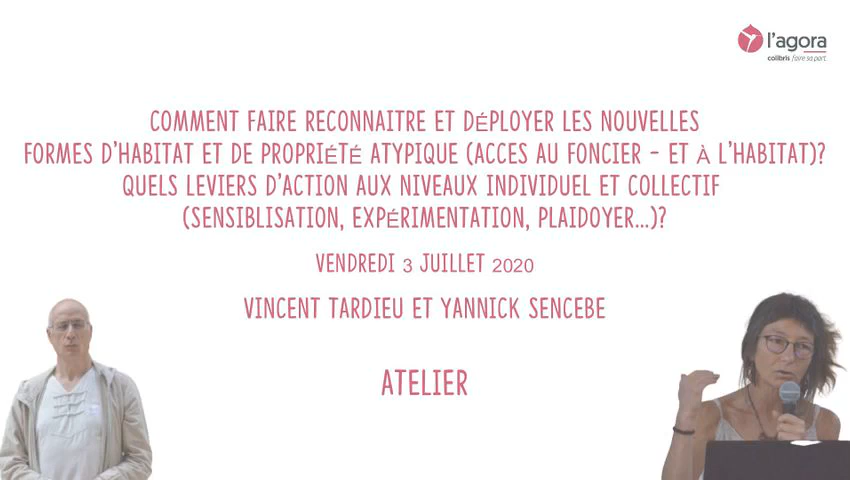 l'agora
colibris faire sa part.
COMMENT FAIRE RECONNAITRE ET DÉPLOYER LES NOUVELLES
FORMES D'HABITAT ET DE PROPRIÉTÉ ATYPIQUE (ACCES AU FONCIER - ET À L'HABITAT)?
QUELS LEVIERS D'ACTION AUX NIVEAUX INDIVIDUEL ET COLLECTIF
(SENSIBLISATION, EXPÉRIMENTATION, PLAIDOYER...)?
VENDREDI 3 JUILLET 2020
VINCENT TARDIEU ET YANNICK SENCEBE
ATELIER